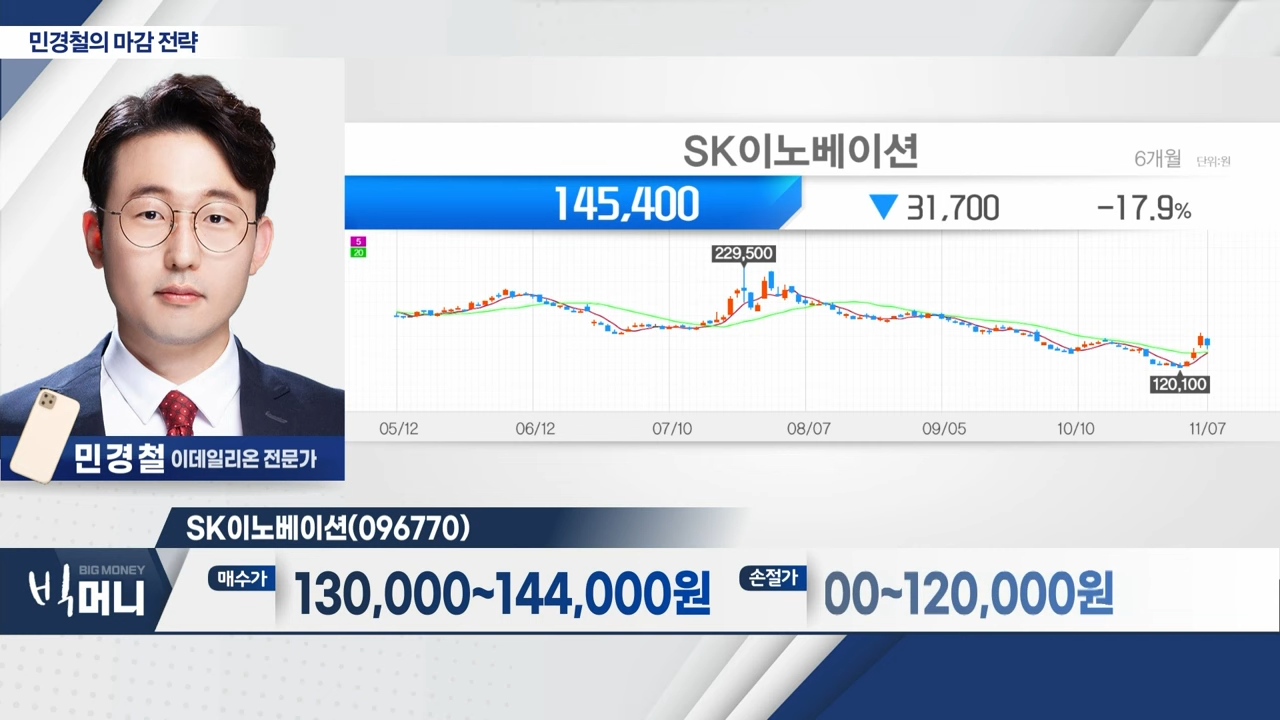 민경철의 마감 전략
SK이노베이션
6개월 단위:원
145,400 ▼ 31,700 -17.9%
5
20
229,500
120,100
05/12 06/12 07/10 08/07 09/05 10/10 11/07
민경철 이데일리온 전문가
SK이노베이션(096770)
BIG MONEY
빅머니
매수가 130,000~144,000원 손절가 00~120,000원